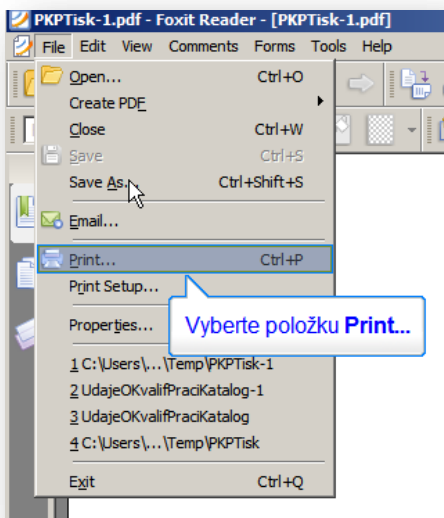 PKPTisk-1.pdf - Foxit Reader - [PKPTisk-1.pdf]
File Edit View Comments Forms Tools Help
Open... Ctrl+O
Create PDF
Close Ctrl+W
Save Ctrl+S
Save As... Ctrl+Shift+S
Email...
Print... Ctrl+P
Print Setup...
Vyberte položku Print...
Properties...
1 C:\Users\...\Temp\PKPTisk-1
2 UdajeOKvalifPraciKatalog-1
3 UdajeOKvalifPraciKatalog
4 C:\Users\...\Temp\PKPTisk
Exit Ctrl+Q